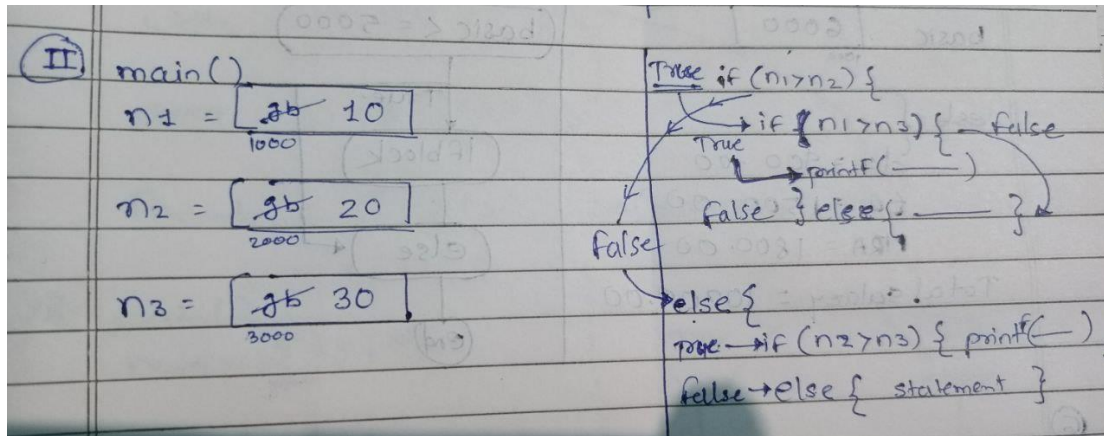 II
main()
n1 = gb 10
1000
n2 = gb 20
2000
n3 = gb 30
3000
True if (n1>n2) {
if (n1>n3) { false
True
printf( — )
false } else { — }
false
else {
True → if (n2>n3) { printf( — )
false → else { statement }